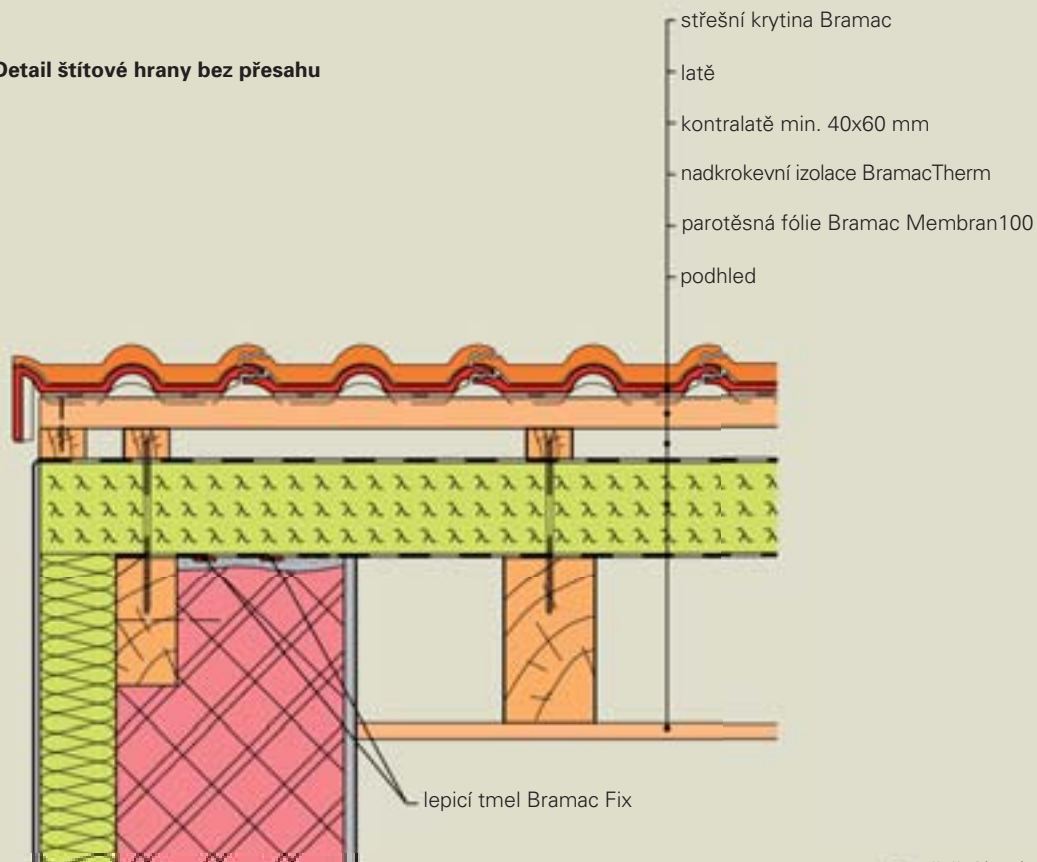 střešní krytina Bramac
Detail štítové hrany bez přesahu
latě
kontralatě min. 40x60 mm
nadkrokevní izolace BramacTherm
parotěsná fólie Bramac Membran100
podhled
lepicí tmel Bramac Fix